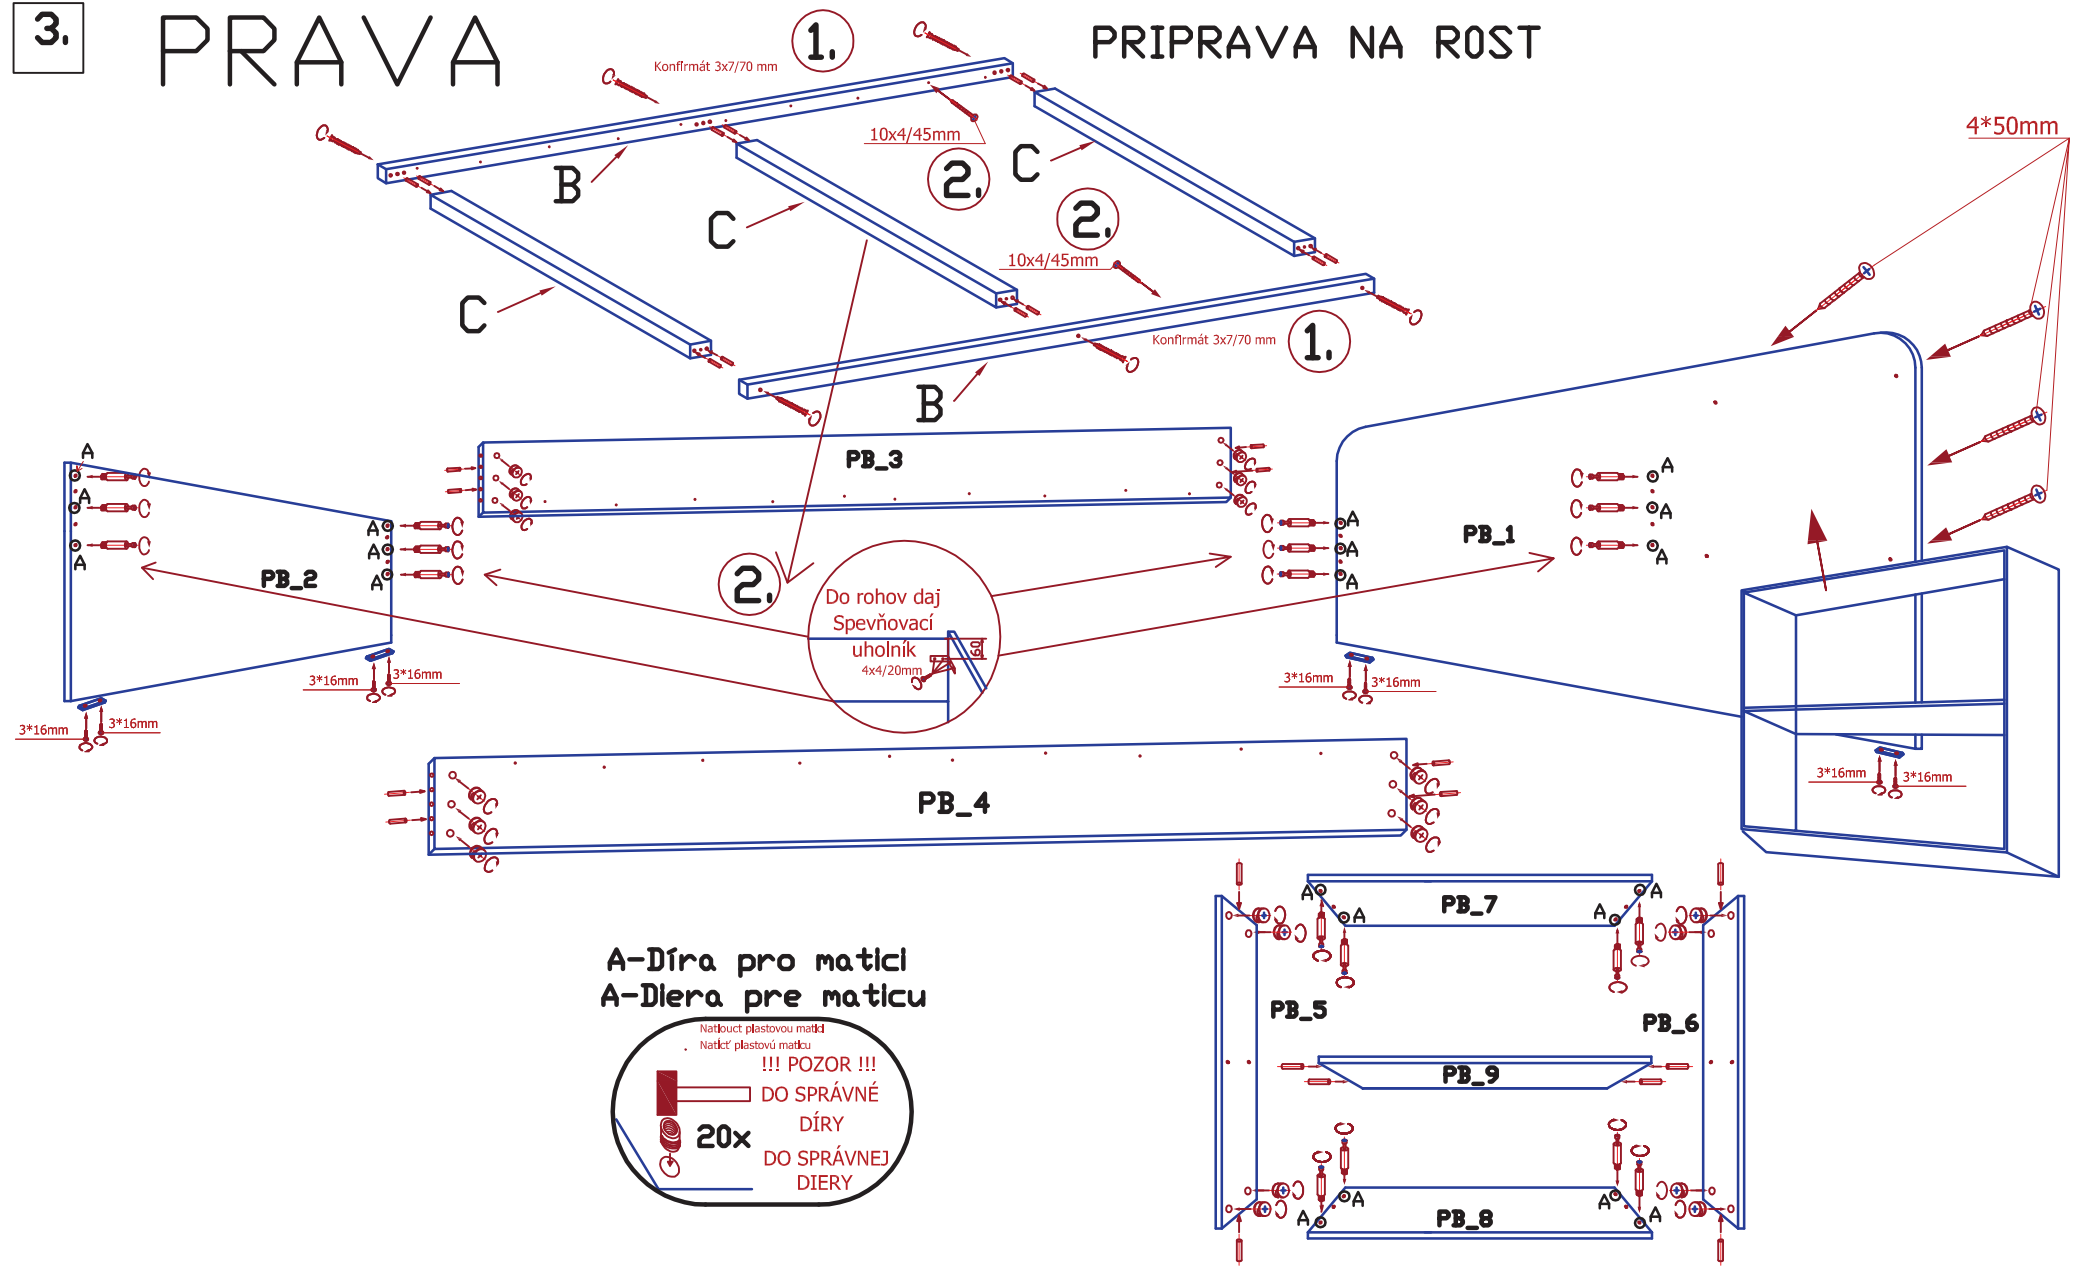 3.
PRAVA
PRIPRAVA NA ROST
1.
Konfirmát 3x7/70 mm
10x4/45mm
2.
B
C
C
C
2.
10x4/45mm
Konfirmát 3x7/70 mm
1.
B
4*50mm
PB_3
A
A
A
A
A
A
PB_2
3*16mm
3*16mm
3*16mm
3*16mm
2.
Do rohov daj
Spevňovací
uholník
4x4/20mm
60
A
A
A
PB_1
A
A
A
3*16mm
3*16mm
3*16mm
3*16mm
PB_4
A-Díra pro matici
A-Diera pre maticu
Natlouct plastovou matici
Natĺcť plastovú maticu
!!! POZOR !!!
DO SPRÁVNÉ
DÍRY
20x
DO SPRÁVNEJ
DIERY
A
A
PB_7
A
A
PB_5
PB_6
PB_9
A
A
PB_8
A
A